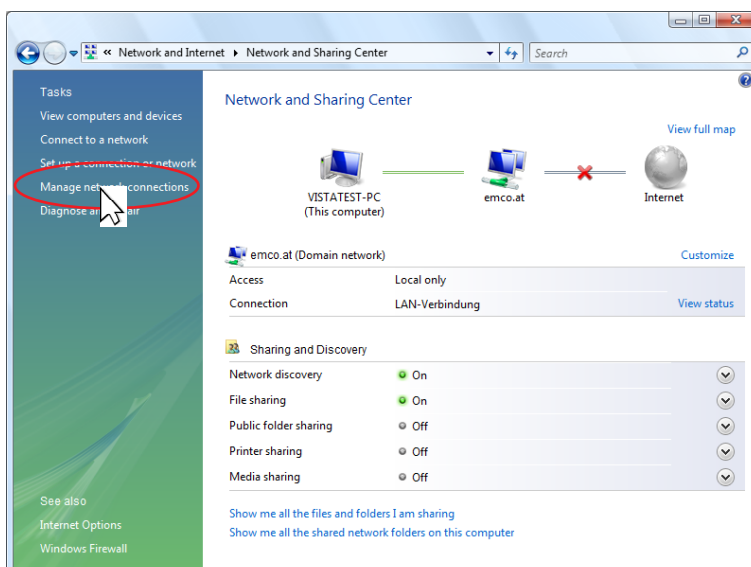 « Network and Internet ▸ Network and Sharing Center
Search
Tasks
View computers and devices
Connect to a network
Set up a connection or network
Manage network connections
Diagnose and repair
See also
Internet Options
Windows Firewall
Network and Sharing Center
View full map
VISTATEST-PC
(This computer)
emco.at
Internet
emco.at (Domain network) Customize
Access Local only
Connection LAN-Verbindung View status
Sharing and Discovery
Network discovery On
File sharing On
Public folder sharing Off
Printer sharing Off
Media sharing Off
Show me all the files and folders I am sharing
Show me all the shared network folders on this computer